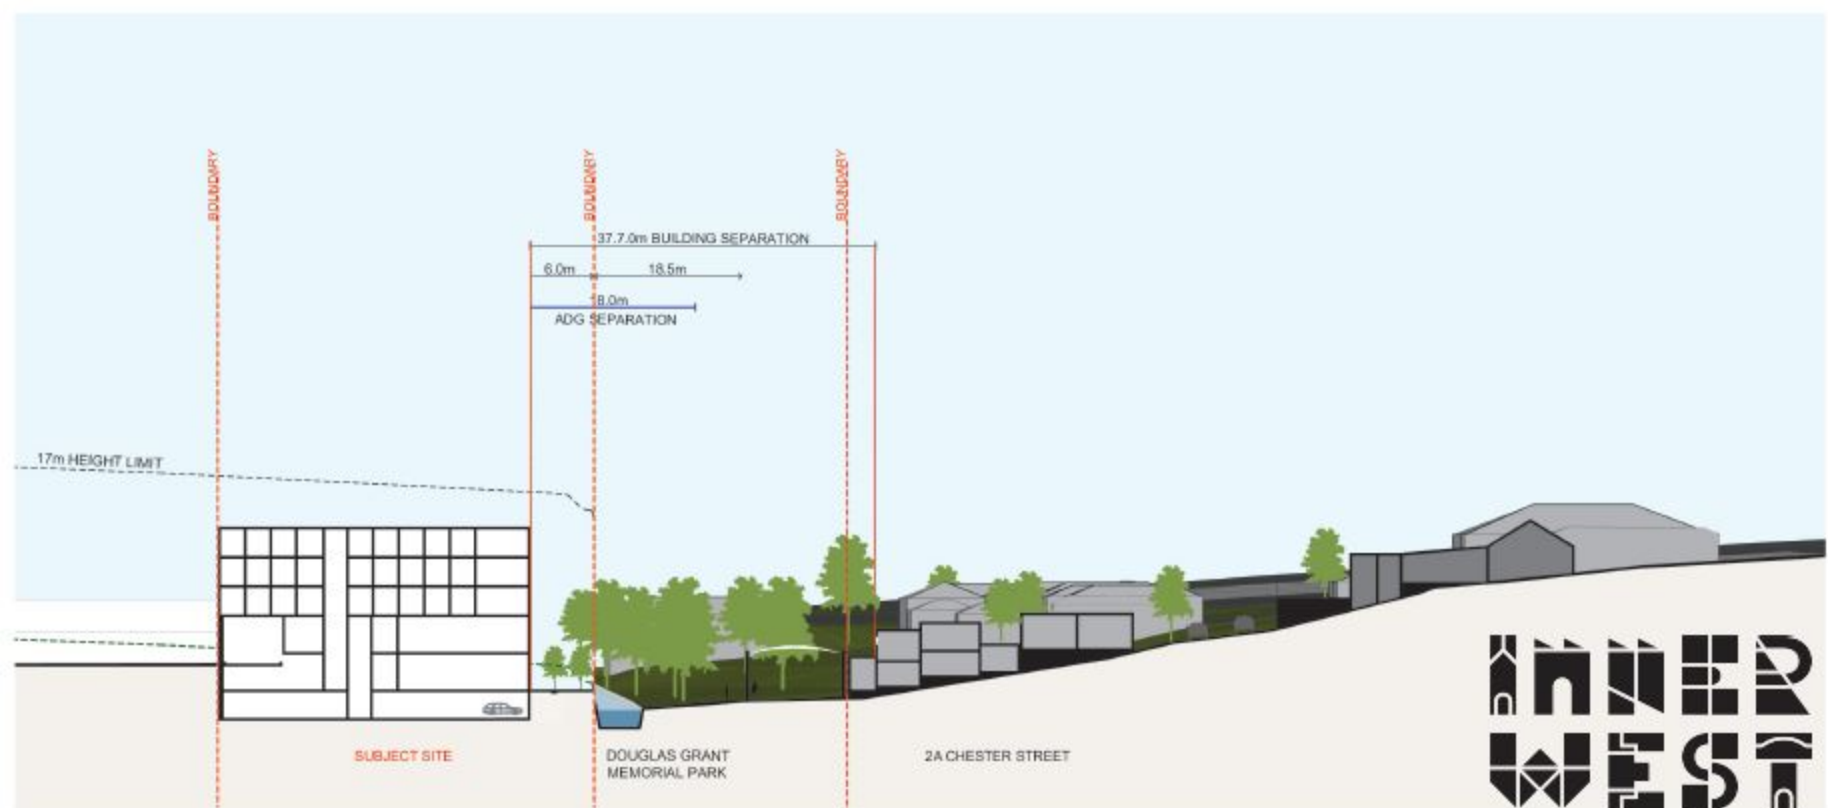 BOUNDARY
BOUNDARY
BOUNDARY
37.7.0m BUILDING SEPARATION
6.0m
18.5m
18.0m
ADG SEPARATION
17m HEIGHT LIMIT
SUBJECT SITE
DOUGLAS GRANT
MEMORIAL PARK
2A CHESTER STREET
INNER
WEST